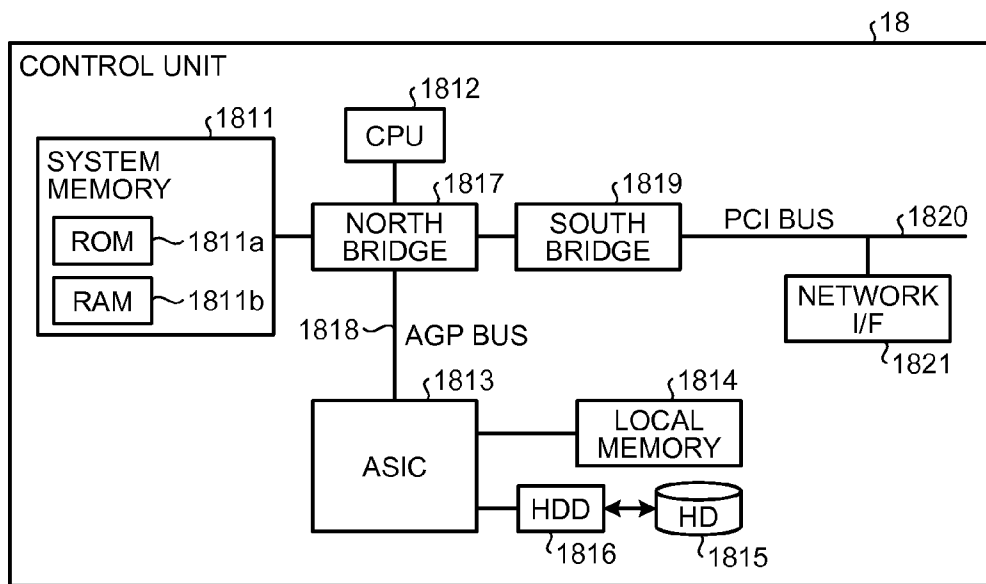 18
CONTROL UNIT
1811
SYSTEM
MEMORY
ROM
1811a
RAM
1811b
1812
CPU
1817
NORTH
BRIDGE
1819
SOUTH
BRIDGE
PCI BUS
1820
NETWORK
I/F
1821
1818
AGP BUS
1813
ASIC
1814
LOCAL
MEMORY
HDD
1816
HD
1815